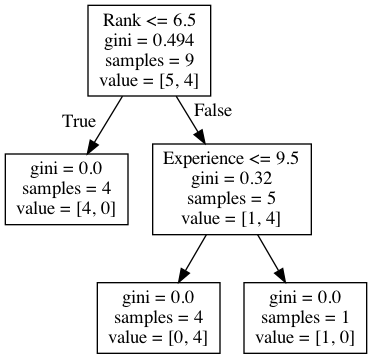 Rank <= 6.5
gini = 0.494
samples = 9
value = [5, 4]
True
False
gini = 0.0
samples = 4
value = [4, 0]
Experience <= 9.5
gini = 0.32
samples = 5
value = [1, 4]
gini = 0.0
samples = 4
value = [0, 4]
gini = 0.0
samples = 1
value = [1, 0]